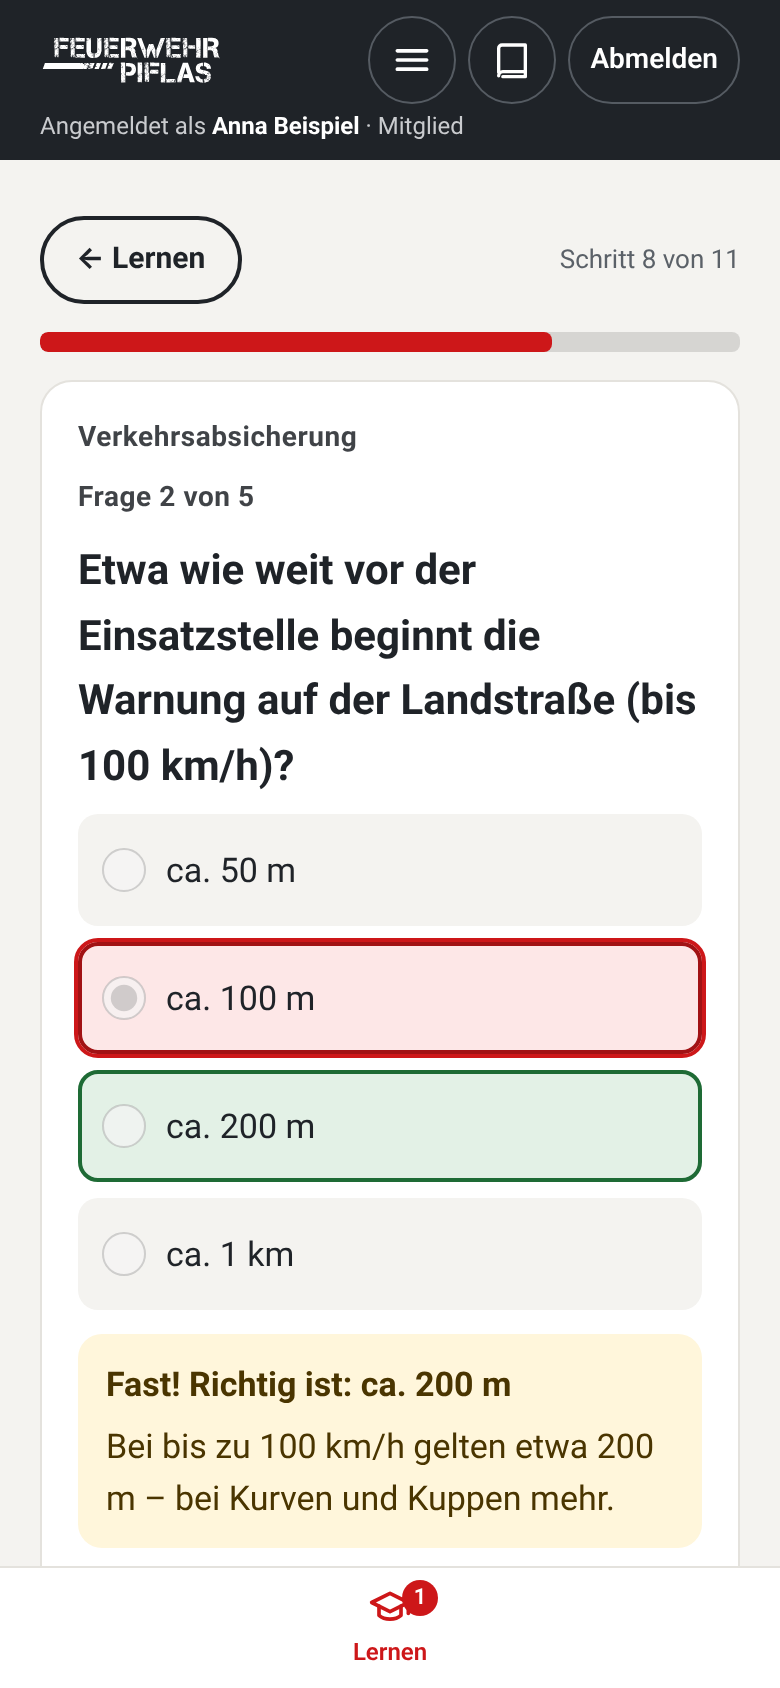 FEUERWEHR
PIFLAS
Abmelden
Angemeldet als Anna Beispiel · Mitglied
← Lernen
Schritt 8 von 11
Verkehrsabsicherung
Frage 2 von 5
Etwa wie weit vor der
Einsatzstelle beginnt die
Warnung auf der Landstraße (bis
100 km/h)?
ca. 50 m
ca. 100 m
ca. 200 m
ca. 1 km
Fast! Richtig ist: ca. 200 m
Bei bis zu 100 km/h gelten etwa 200
m – bei Kurven und Kuppen mehr.
1
Lernen